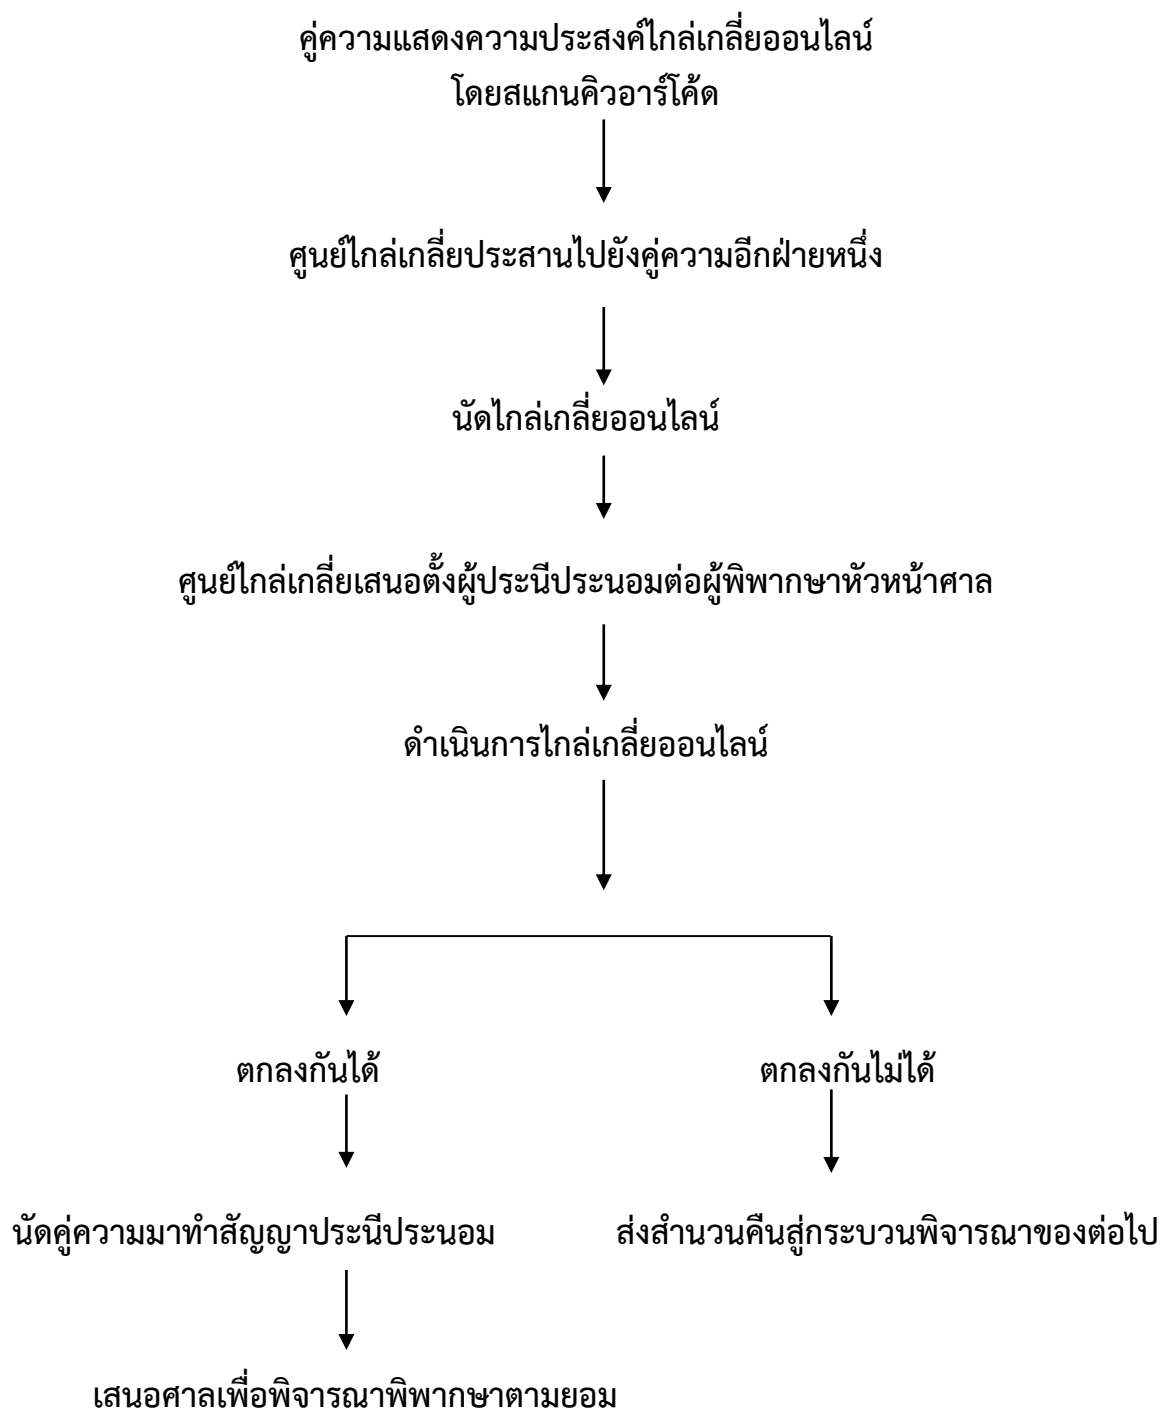 คู่ความแสดงความประสงค์ไกล่เกลี่ยออนไลน์
โดยสแกนคิวอาร์โค้ด
ศูนย์ไกล่เกลี่ยประสานไปยังคู่ความอีกฝ่ายหนึ่ง
นัดไกล่เกลี่ยออนไลน์
ศูนย์ไกล่เกลี่ยเสนอตั้งผู้ประนีประนอมต่อผู้พิพากษาหัวหน้าศาล
ดำเนินการไกล่เกลี่ยออนไลน์
ตกลงกันได้
ตกลงกันไม่ได้
นัดคู่ความมาทำสัญญาประนีประนอม
ส่งสำนวนคืนสู่กระบวนพิจารณาของต่อไป
เสนอศาลเพื่อพิจารณาพิพากษาตามยอม